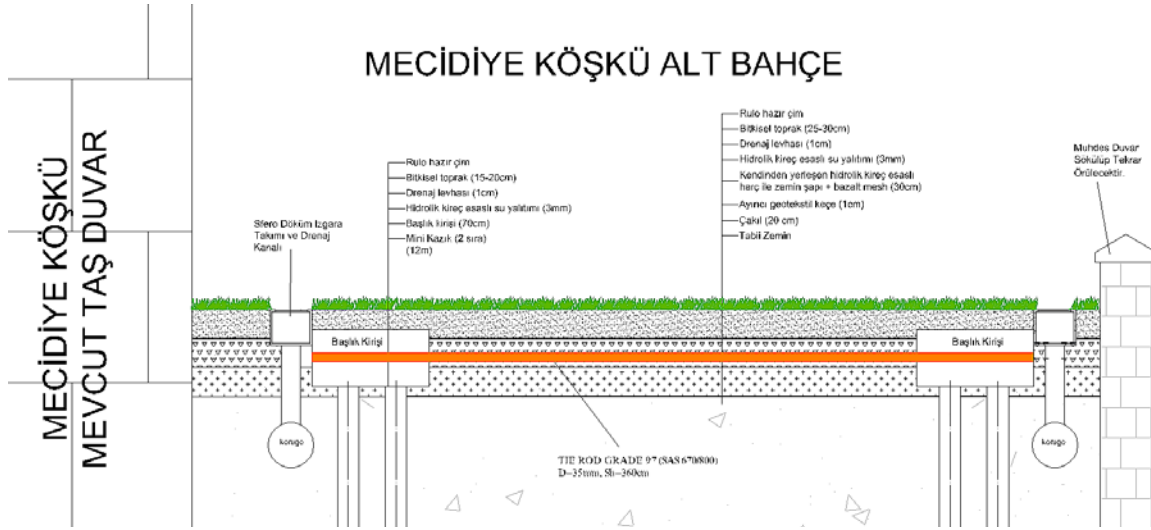 MECİDİYE KÖŞKÜ ALT BAHÇE
MECİDİYE KÖŞKÜ
MEVCUT TAŞ DUVAR
Sfero Döküm Izgara
Takımı ve Drenaj
Kanalı
Rulo hazır çim
Bitkisel toprak (15-20cm)
Drenaj levhası (1cm)
Hidrolik kireç esaslı su yalıtımı (3mm)
Başlık kirişi (70cm)
Mini Kazık (2 sıra)
(12m)
Rulo hazır çim
Bitkisel toprak (25-30cm)
Drenaj levhası (1cm)
Hidrolik kireç esaslı su yalıtımı (3mm)
Kendinden yerleşen hidrolik kireç esaslı
harç ile zemin şapı + bazalt mesh (30cm)
Ayırıcı geotekstil keçe (1cm)
Çakıl (20 cm)
Tabii Zemin
Muhdes Duvar
Sökülüp Tekrar
Örülecektir.
Başlık Kirişi
Başlık Kirişi
koruge
koruge
TIE ROD GRADE 97 (SAS 670/800)
D=35mm, Sh=360cm